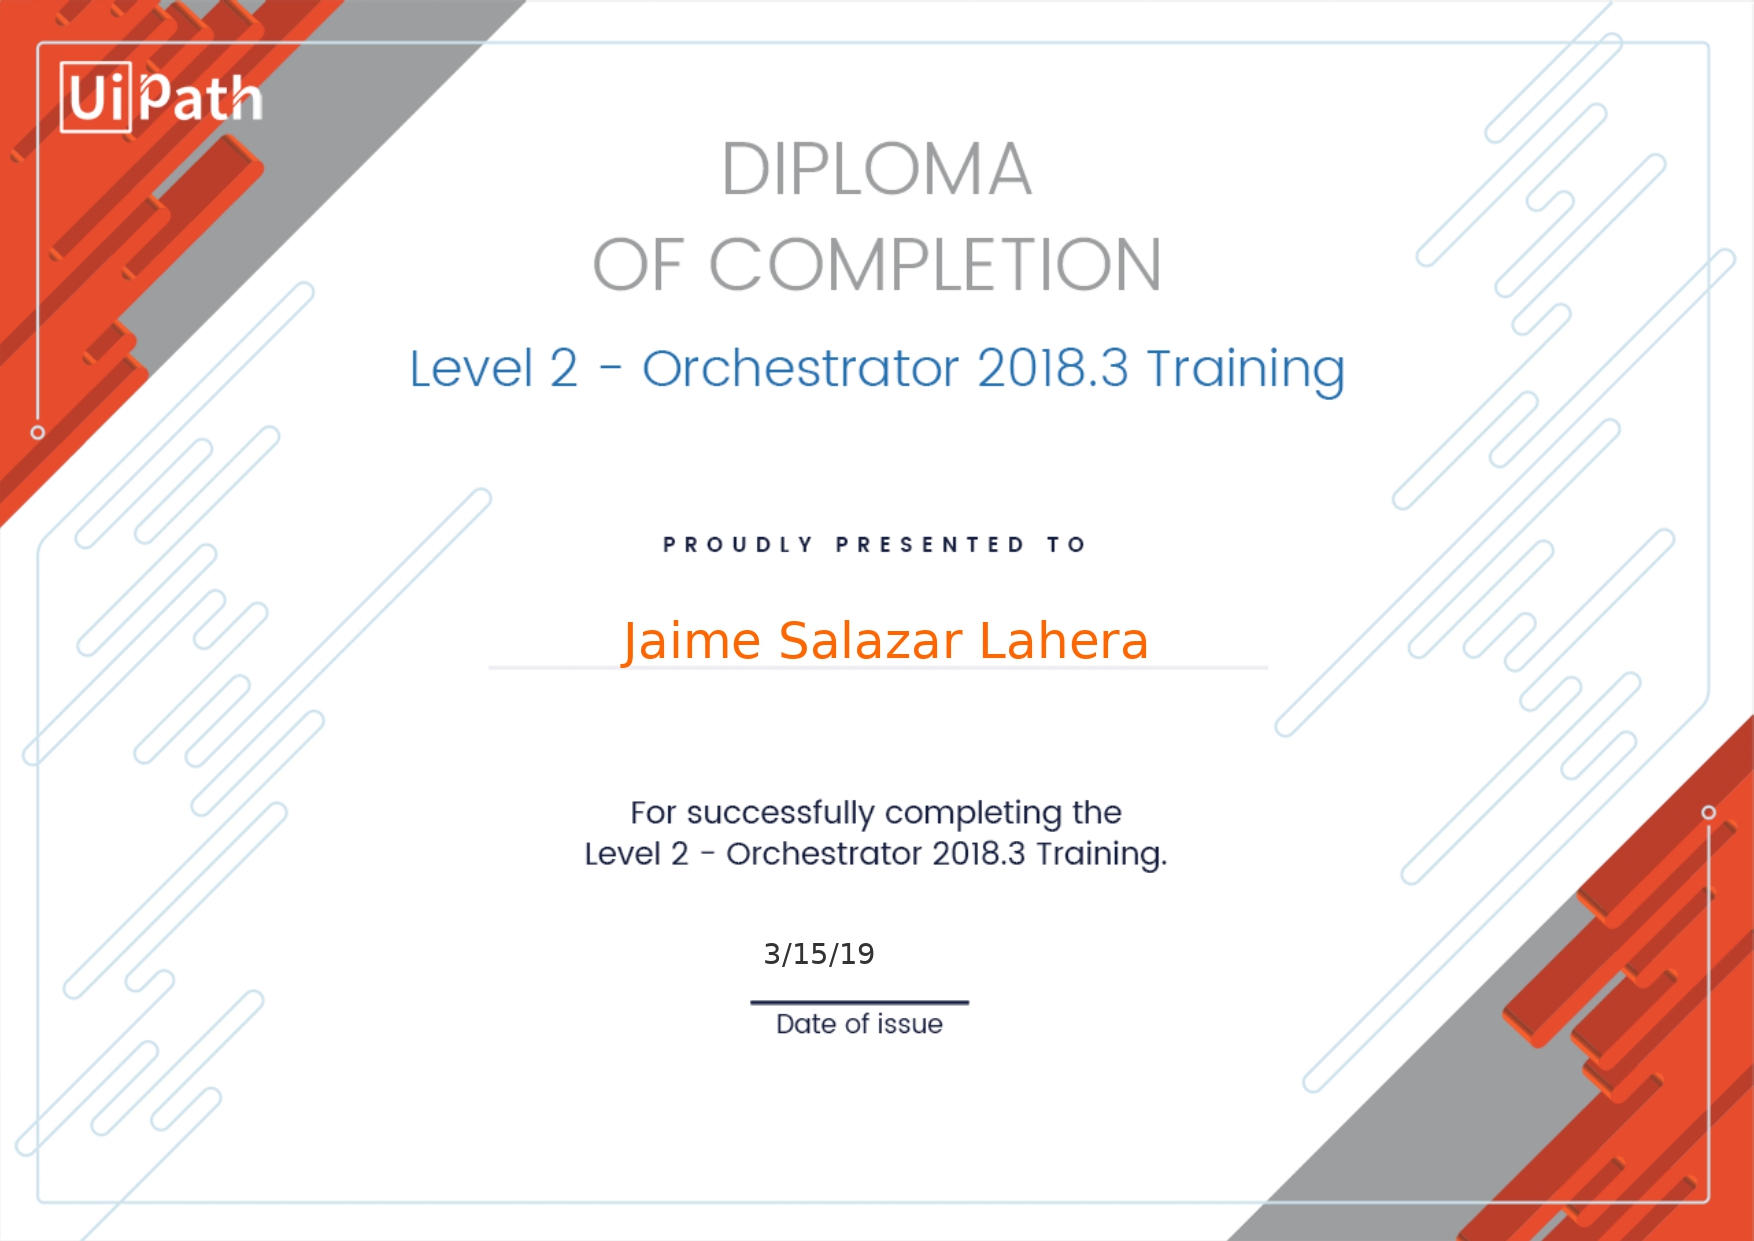 UiPath
DIPLOMA
OF COMPLETION
Level 2 - Orchestrator 2018.3 Training
PROUDLY PRESENTED TO
Jaime Salazar Lahera
For successfully completing the
Level 2 - Orchestrator 2018.3 Training.
3/15/19
Date of issue